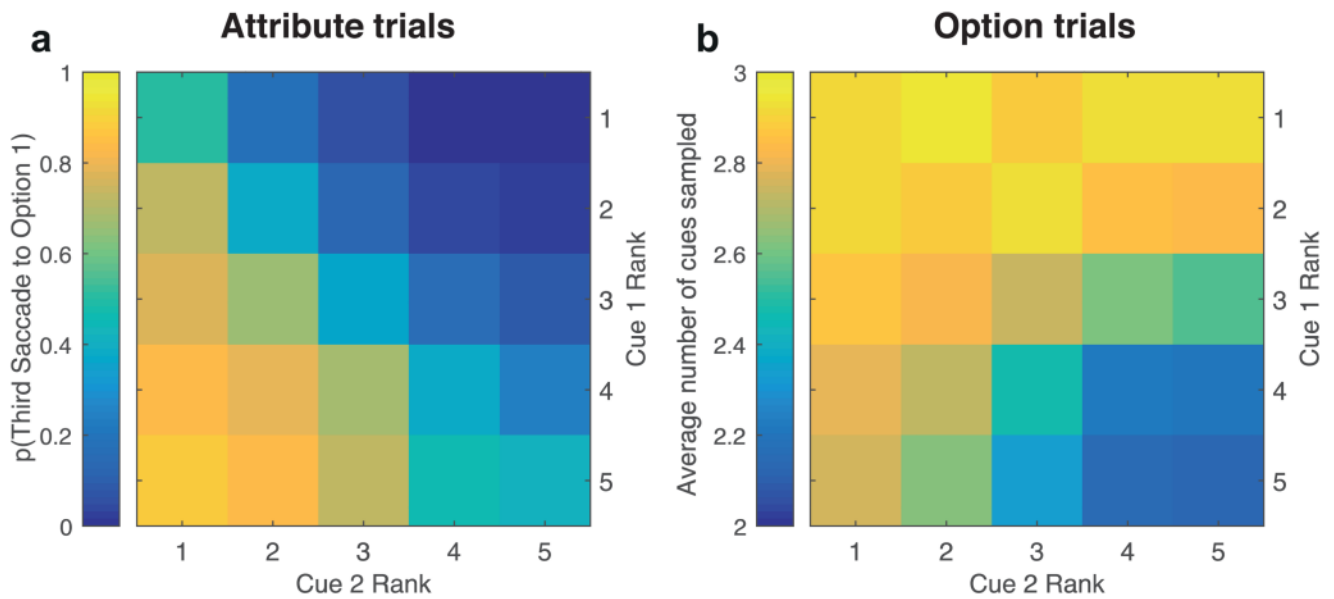 a
Attribute trials
1
0.8
0.6
0.4
0.2
0
p(Third Saccade to Option 1)
1
2
3
4
5
Cue 1 Rank
1 2 3 4 5
Cue 2 Rank
b
Option trials
3
2.8
2.6
2.4
2.2
2
Average number of cues sampled
1
2
3
4
5
Cue 1 Rank
1 2 3 4 5
Cue 2 Rank